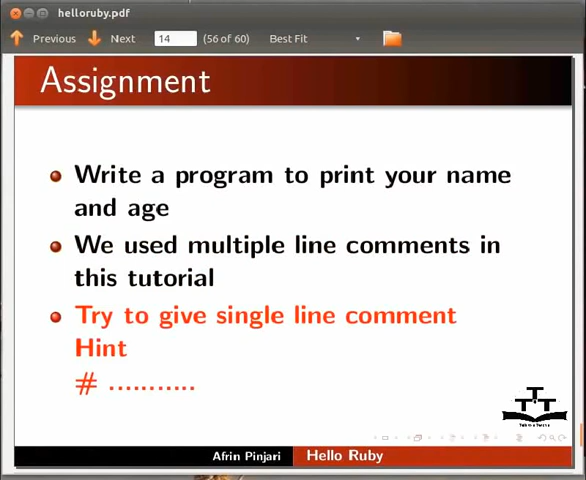 helloruby.pdf
Previous Next 14 (56 of 60) Best Fit
Assignment
Write a program to print your name
and age
We used multiple line comments in
this tutorial
Try to give single line comment
Hint
# ...........
Afrin Pinjari Hello Ruby